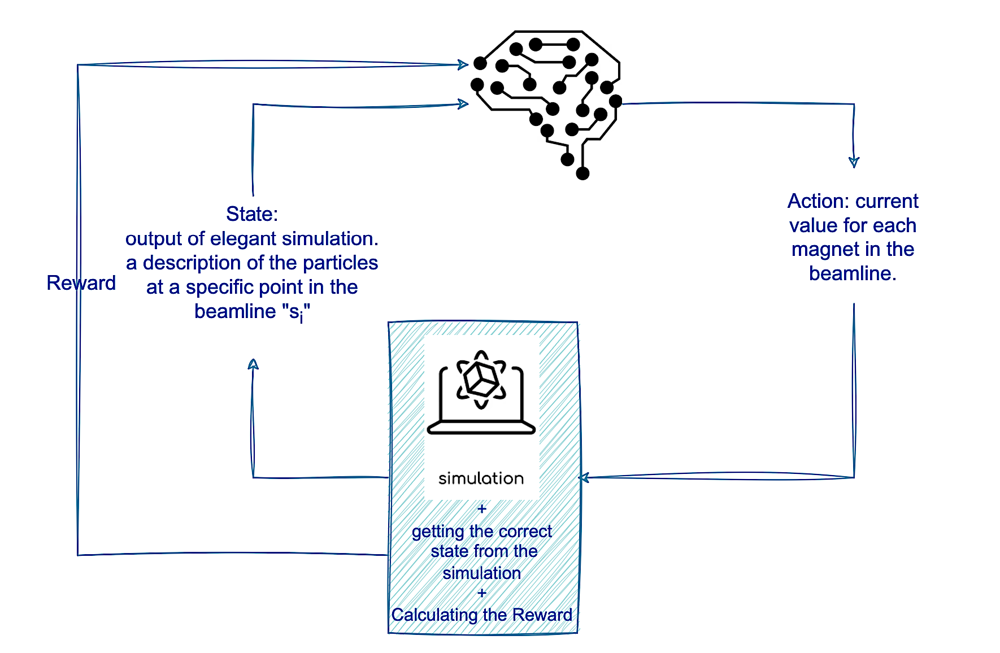 Reward
State:
output of elegant simulation.
a description of the particles
at a specific point in the
beamline "si"
Action: current
value for each
magnet in the
beamline.
simulation
+
getting the correct
state from the
simulation
+
Calculating the Reward